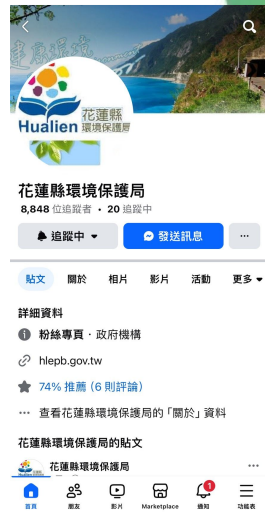 健康環境
花蓮縣
Hualien 環境保護局
花蓮縣環境保護局
8,848 位追蹤者 • 20 追蹤中
追蹤中
發送訊息
...
貼文 關於 相片 影片 活動 更多
詳細資料
粉絲專頁 · 政府機構
hlepb.gov.tw
74% 推薦 (6 則評論)
... 查看花蓮縣環境保護局的「關於」資料
花蓮縣環境保護局的貼文
花蓮縣環境保護局
...
首頁 朋友 影片 Marketplace 通知 功能表
1